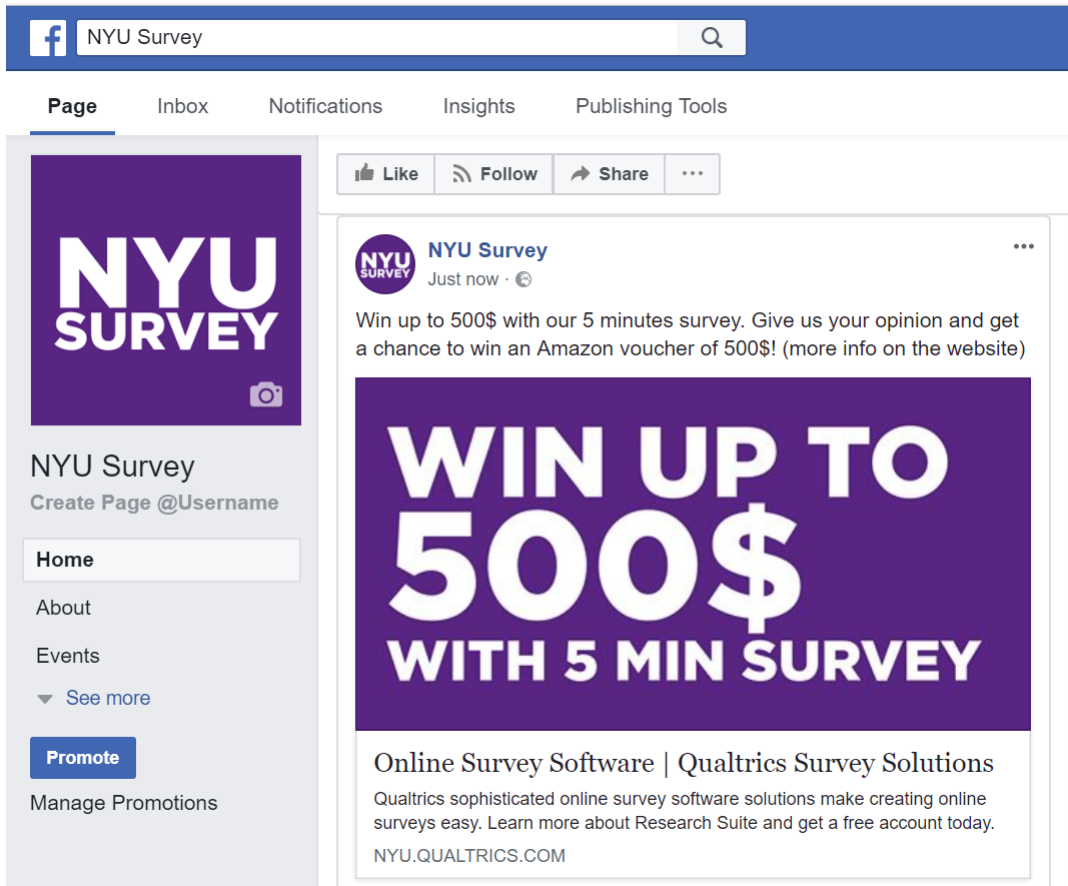 NYU Survey
Page Inbox Notifications Insights Publishing Tools
NYU
SURVEY
NYU Survey
Create Page @Username
Home
About
Events
See more
Promote
Manage Promotions
Like Follow Share
NYU
SURVEY
NYU Survey
Just now ·
Win up to 500$ with our 5 minutes survey. Give us your opinion and get
a chance to win an Amazon voucher of 500$! (more info on the website)
WIN UP TO
500$
WITH 5 MIN SURVEY
Online Survey Software | Qualtrics Survey Solutions
Qualtrics sophisticated online survey software solutions make creating online
surveys easy. Learn more about Research Suite and get a free account today.
NYU.QUALTRICS.COM